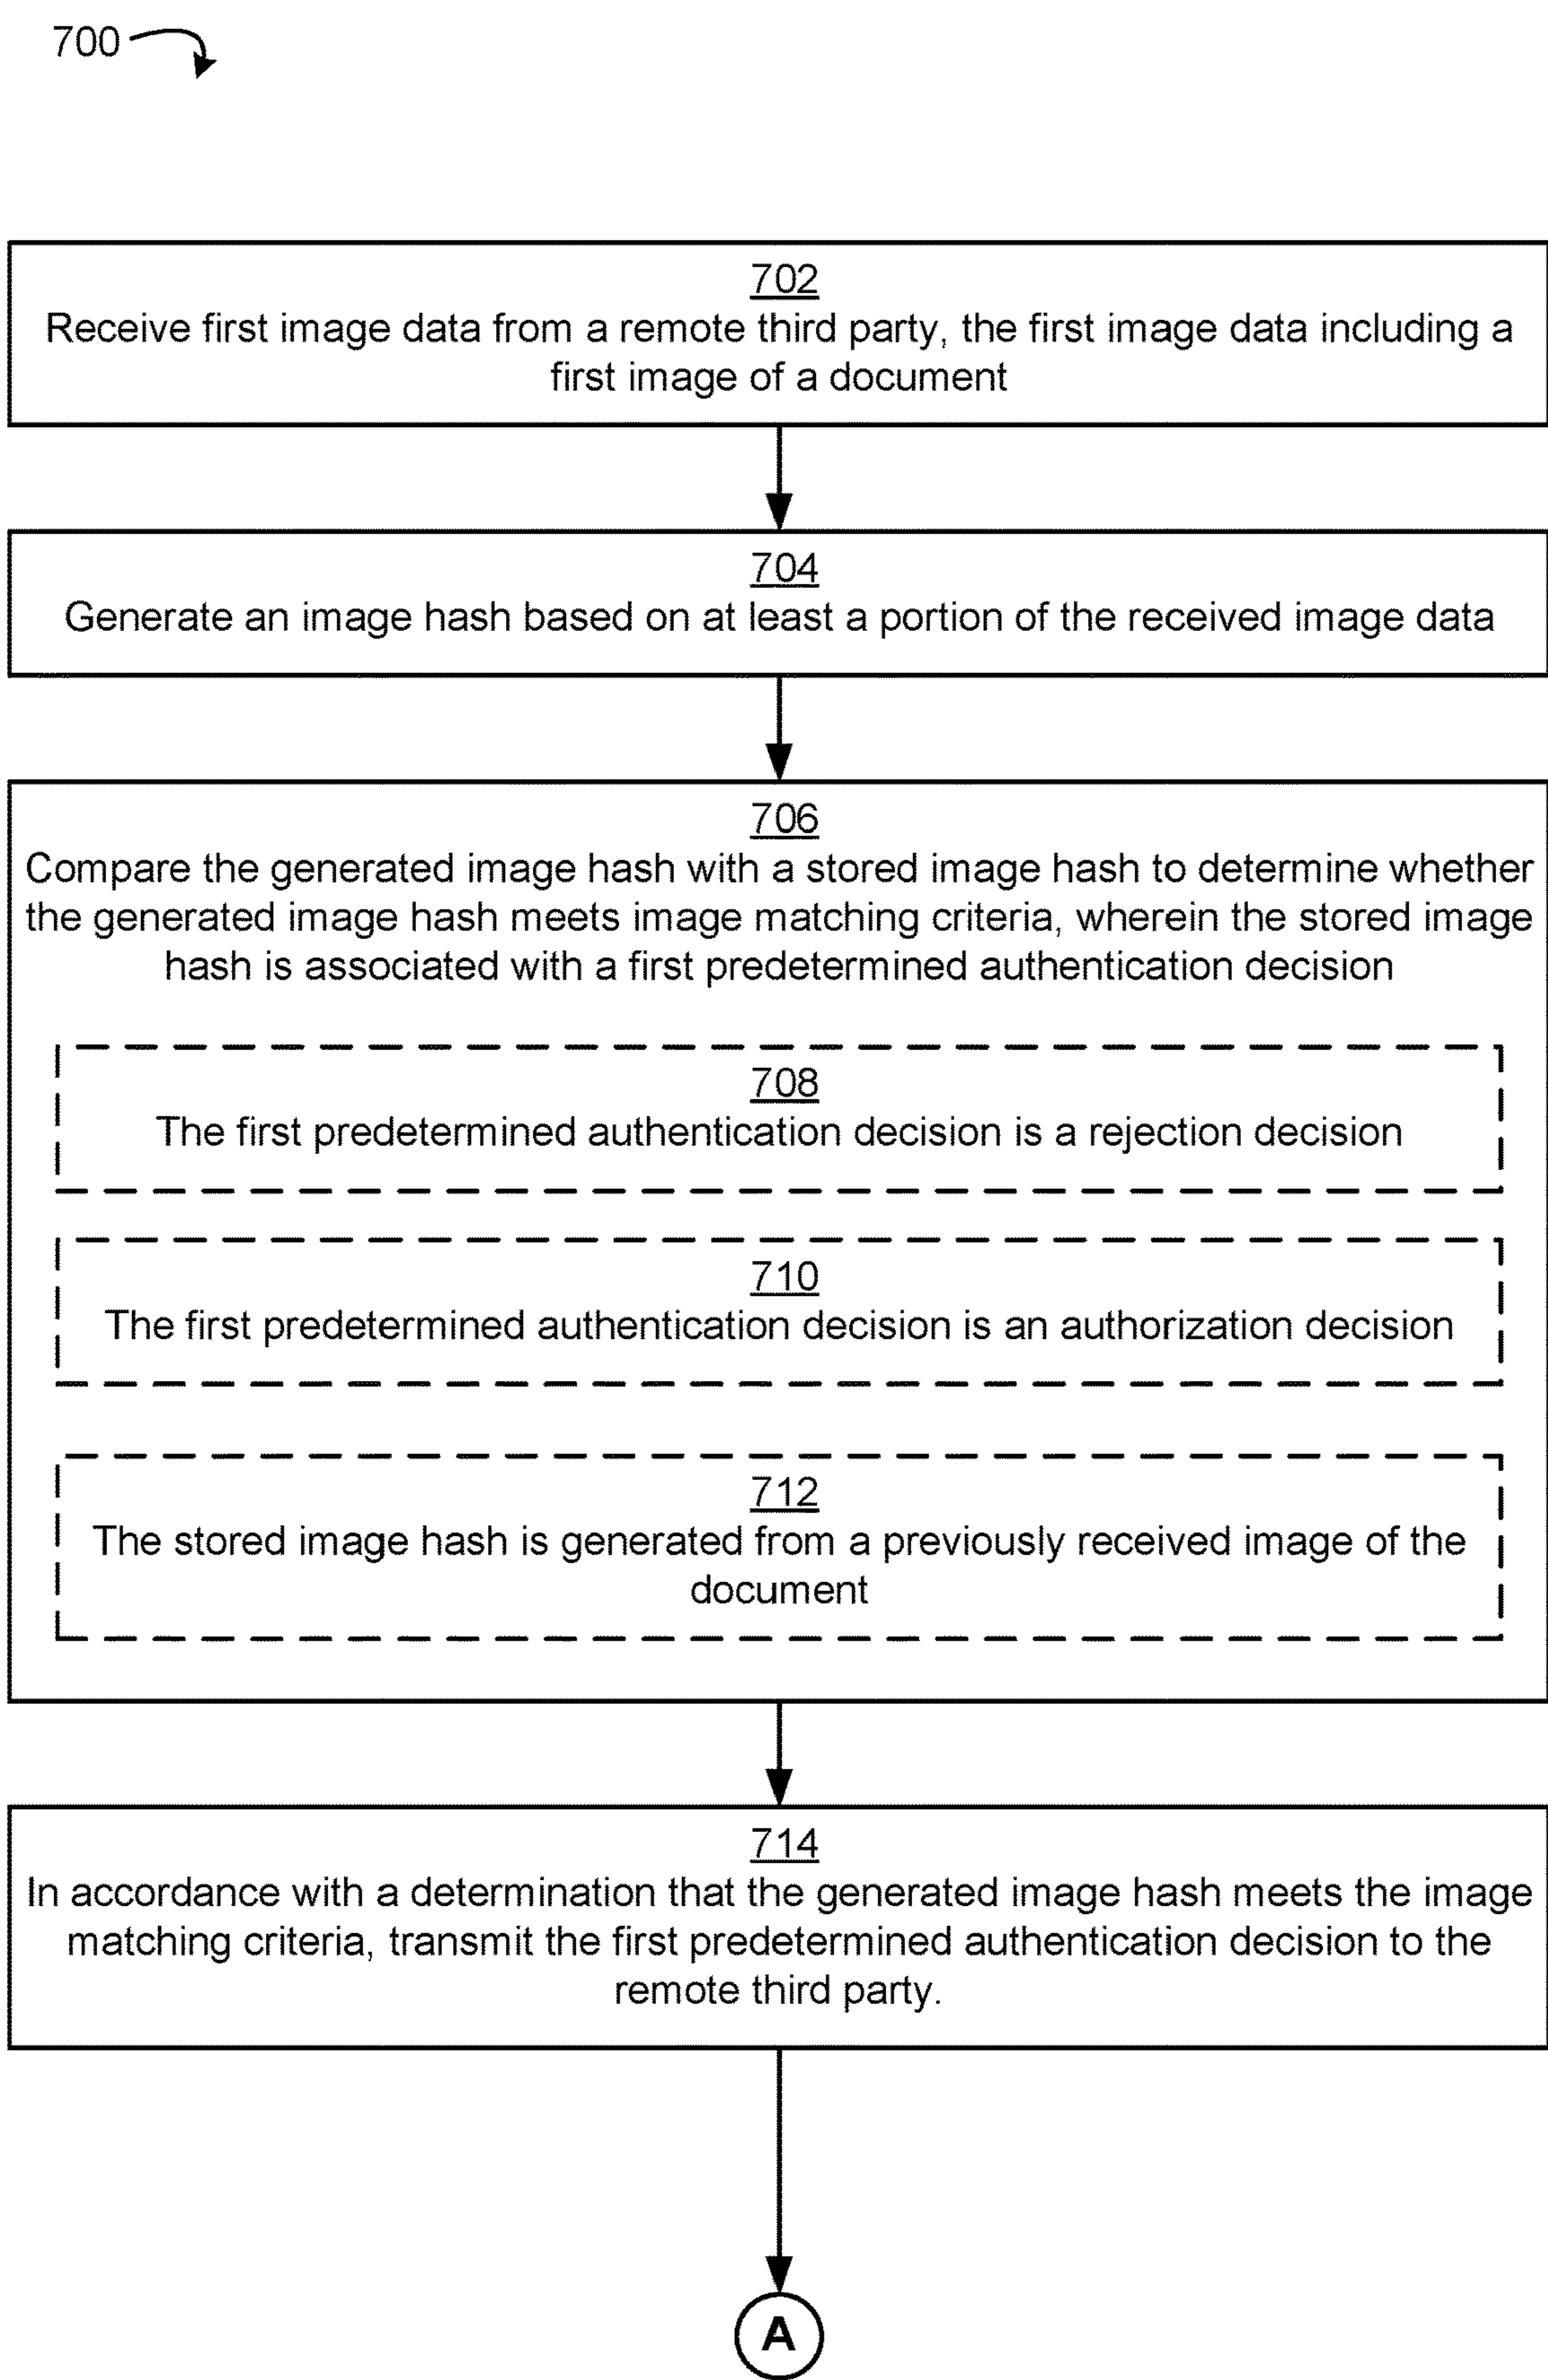 700
702
Receive first image data from a remote third party, the first image data including a
first image of a document
704
Generate an image hash based on at least a portion of the received image data
706
Compare the generated image hash with a stored image hash to determine whether
the generated image hash meets image matching criteria, wherein the stored image
hash is associated with a first predetermined authentication decision
708
The first predetermined authentication decision is a rejection decision
710
The first predetermined authentication decision is an authorization decision
712
The stored image hash is generated from a previously received image of the
document
714
In accordance with a determination that the generated image hash meets the image
matching criteria, transmit the first predetermined authentication decision to the
remote third party.
A